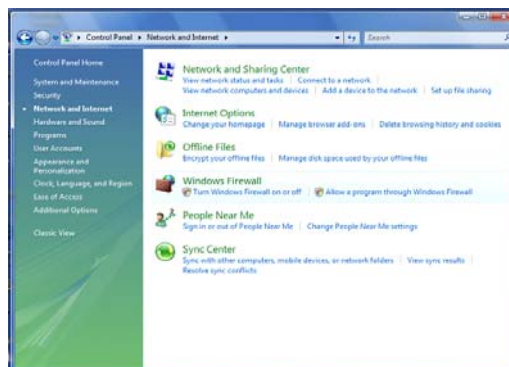 Control Panel ▸ Network and Internet ▸
Search
Control Panel Home
System and Maintenance
Security
Network and Internet
Hardware and Sound
Programs
User Accounts
Appearance and
Personalization
Clock, Language, and Region
Ease of Access
Additional Options
Classic View
Network and Sharing Center
View network status and tasks | Connect to a network
View network computers and devices | Add a device to the network | Set up file sharing
Internet Options
Change your homepage | Manage browser add-ons | Delete browsing history and cookies
Offline Files
Encrypt your offline files | Manage disk space used by your offline files
Windows Firewall
Turn Windows Firewall on or off | Allow a program through Windows Firewall
People Near Me
Sign in or out of People Near Me | Change People Near Me settings
Sync Center
Sync with other computers, mobile devices, or network folders | View sync results
Resolve sync conflicts